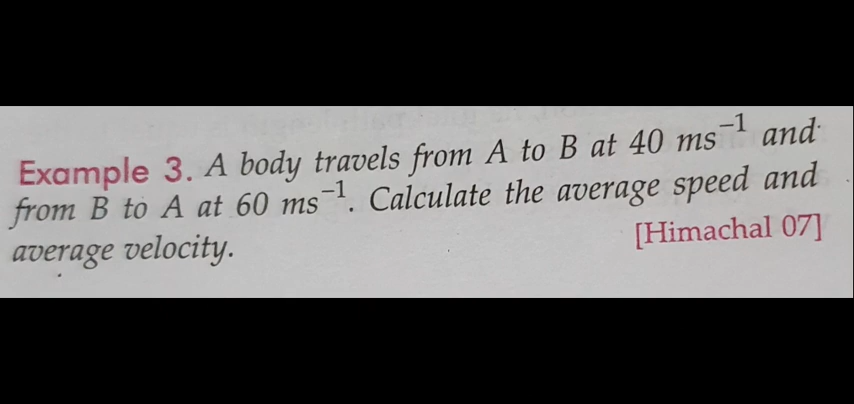 Example 3. A body travels from A to B at 40 ms⁻¹ and
from B to A at 60 ms⁻¹. Calculate the average speed and
average velocity. [Himachal 07]